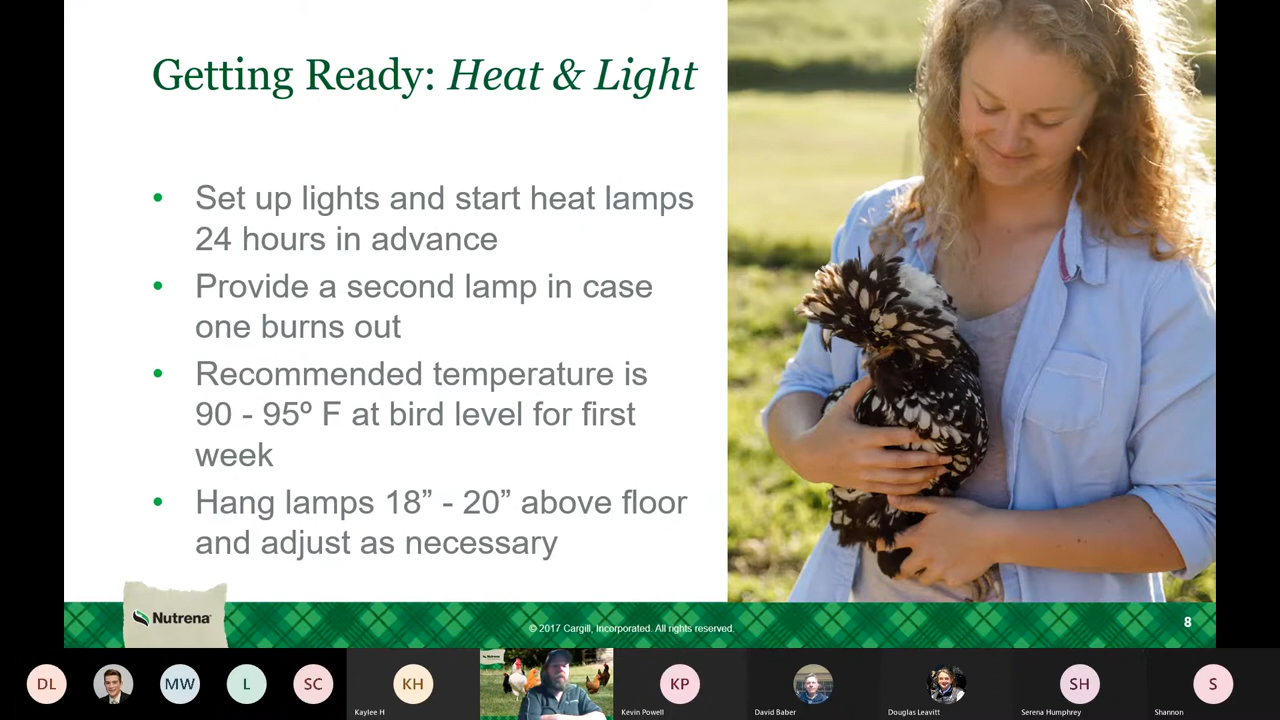 Getting Ready: Heat & Light
• Set up lights and start heat lamps
24 hours in advance
• Provide a second lamp in case
one burns out
• Recommended temperature is
90 - 95º F at bird level for first
week
• Hang lamps 18” - 20” above floor
and adjust as necessary
Nutrena
© 2017 Cargill, Incorporated. All rights reserved.
8
DL
MW
L
SC
KH
Kaylee H
Nutrena
KP
Kevin Powell
David Baber
Douglas Leavitt
SH
Serena Humphrey
S
Shannon